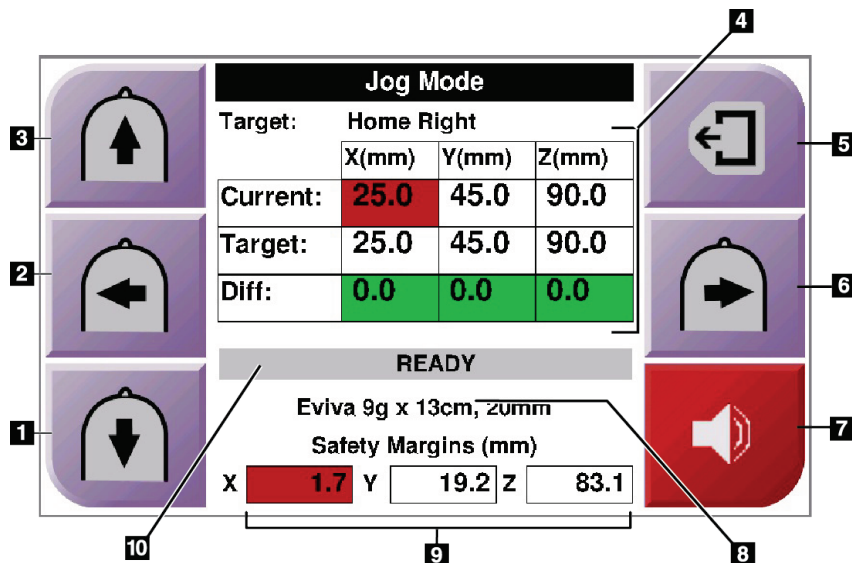 4
Jog Mode
3
Target: Home Right
5
X(mm) Y(mm) Z(mm)
Current: 25.0 45.0 90.0
Target: 25.0 45.0 90.0
2
6
Diff: 0.0 0.0 0.0
READY
Eviva 9g x 13cm, 20mm
1
7
Safety Margins (mm)
X 1.7 Y 19.2 Z 83.1
10
9
8